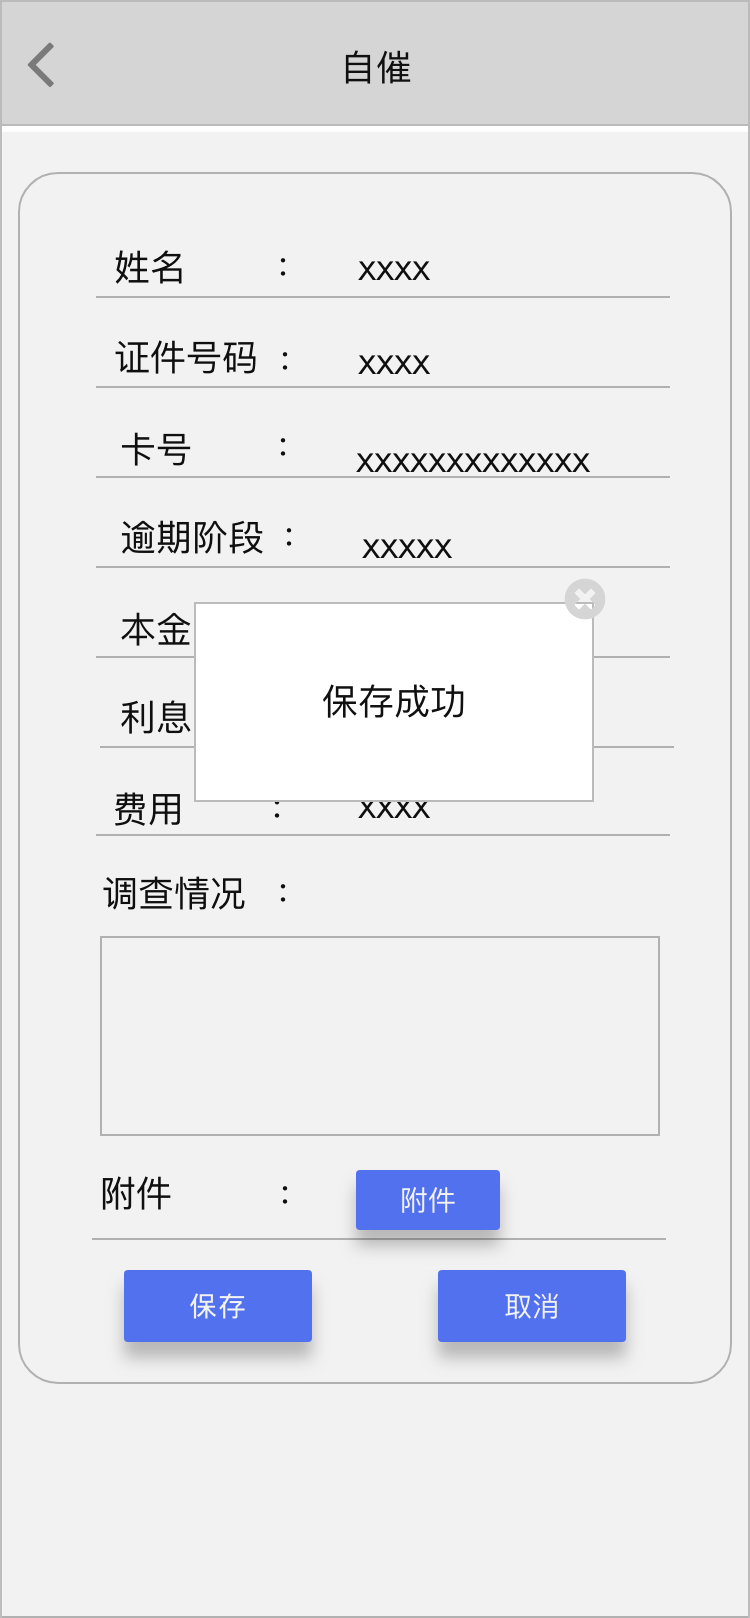 自催
姓名 : xxxx
证件号码 : xxxx
卡号 : xxxxxxxxxxxxx
逾期阶段 : xxxxx
本金
利息
保存成功
费用 : xxxx
调查情况 :
附件 : 附件
保存 取消